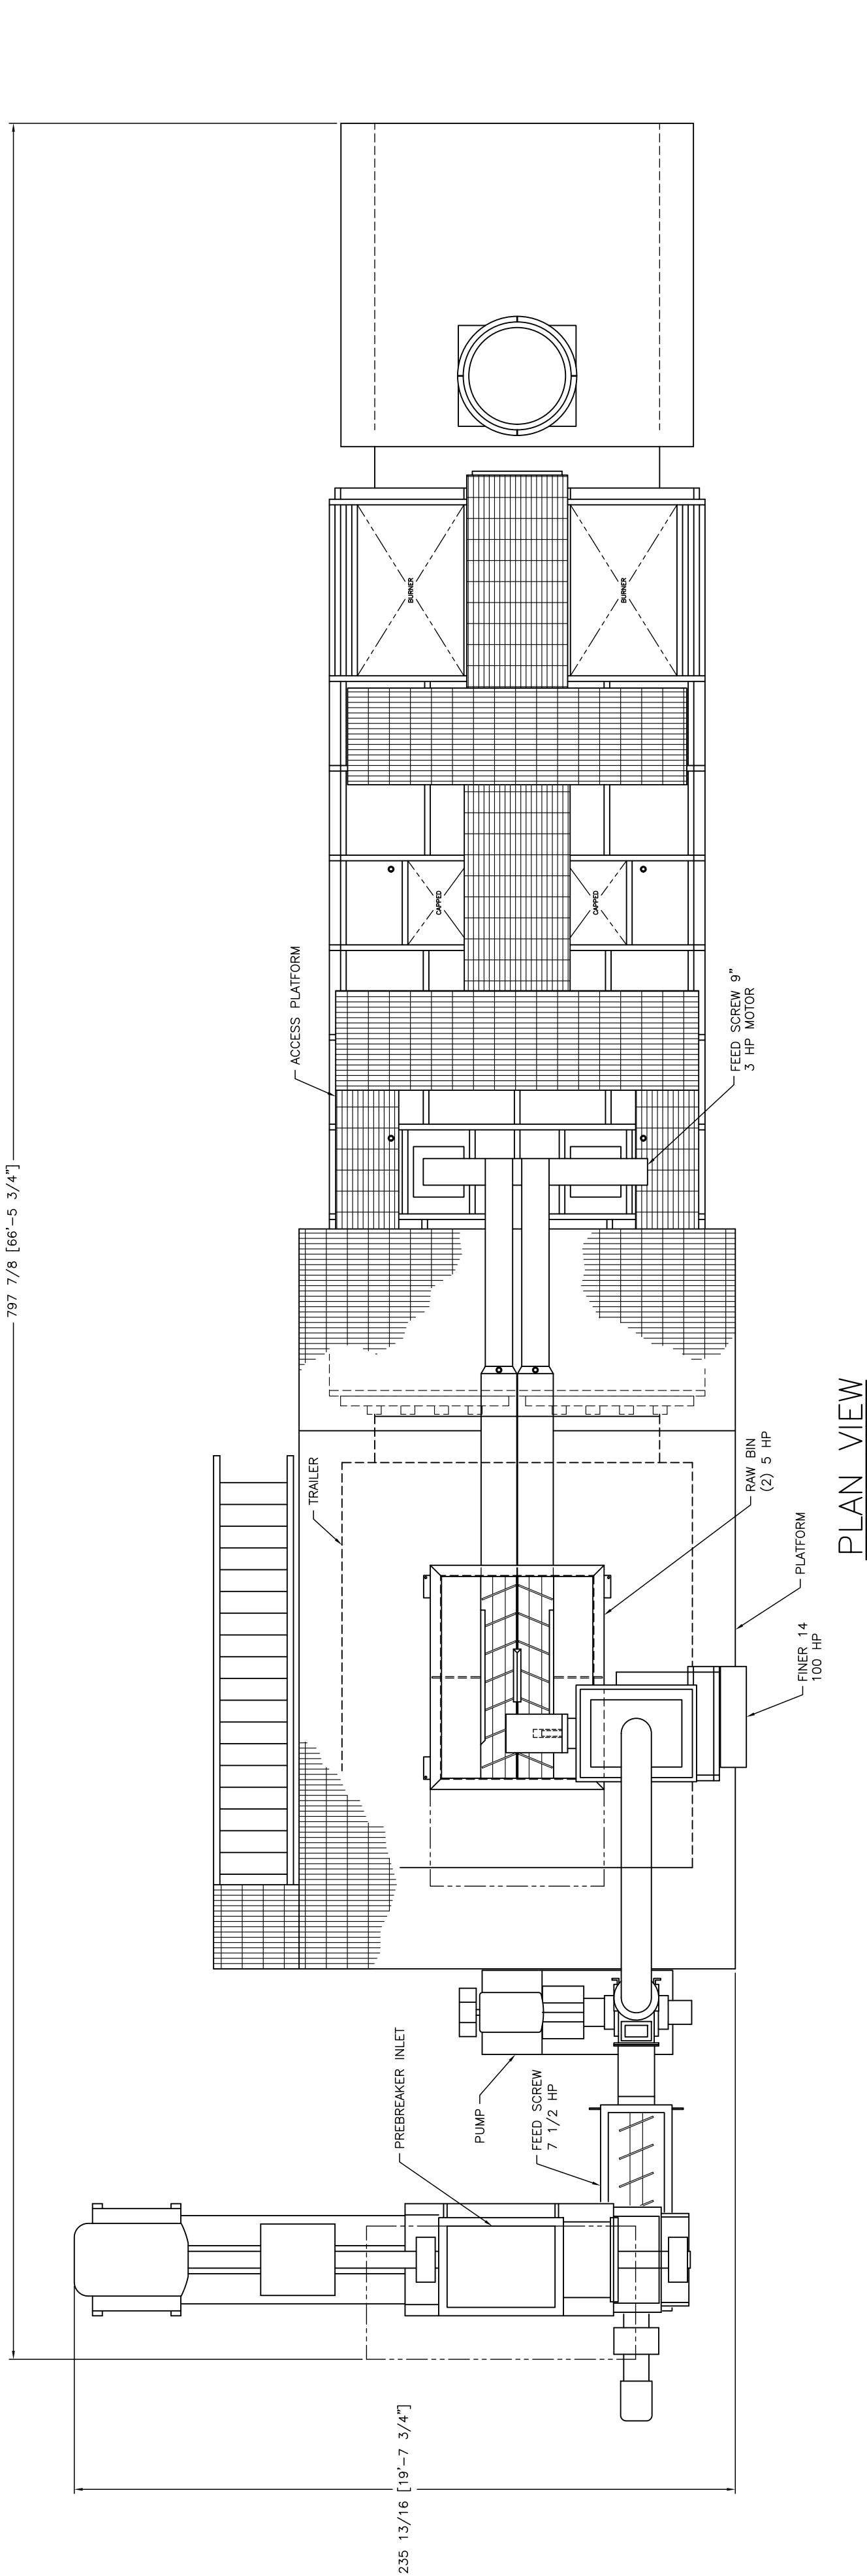 797 7/8 [66'-5 3/4"]
BURNER
BURNER
CAPPED
CAPPED
ACCESS PLATFORM
FEED SCREW 9"
3 HP MOTOR
TRAILER
RAW BIN
(2) 5 HP
PLATFORM
FINER 14
100 HP
PREBREAKER INLET
PUMP
FEED SCREW
7 1/2 HP
235 13/16 [19'-7 3/4"]
PLAN VIEW